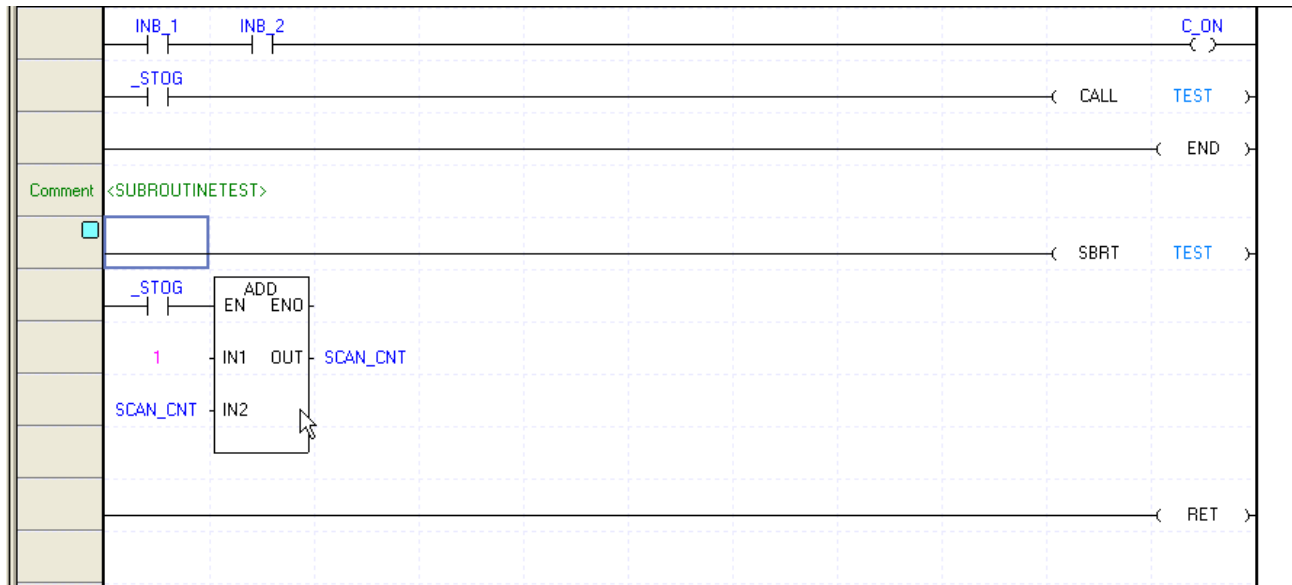 INB_1 INB_2 C_ON
_STOG
CALL TEST
END
Comment <SUBROUTINETEST>
SBRT TEST
_STOG ADD
EN ENO
1 IN1 OUT SCAN_CNT
SCAN_CNT IN2
RET